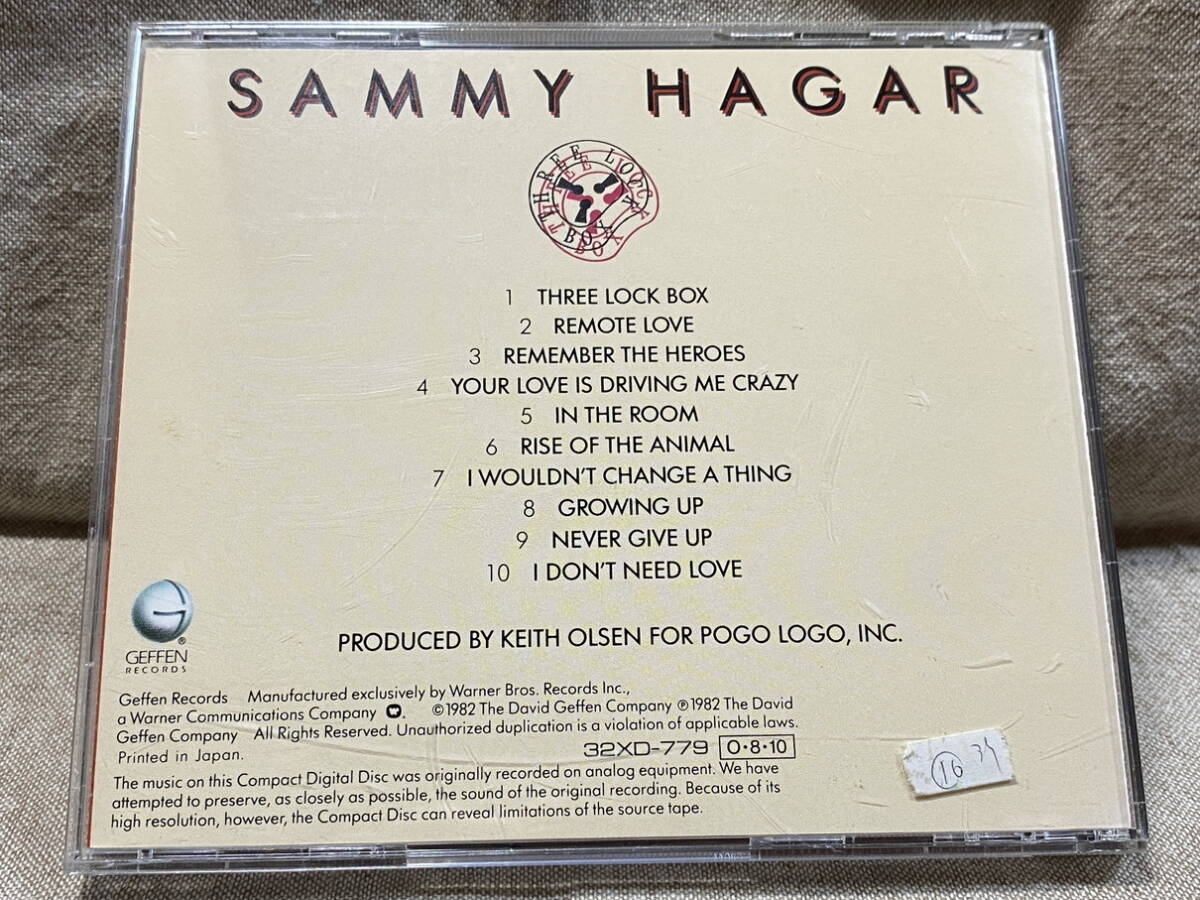 SAMMY HAGAR
THREE LOCK BOX
THREE LOCK BOX
1 THREE LOCK BOX
2 REMOTE LOVE
3 REMEMBER THE HEROES
4 YOUR LOVE IS DRIVING ME CRAZY
5 IN THE ROOM
6 RISE OF THE ANIMAL
7 I WOULDN'T CHANGE A THING
8 GROWING UP
9 NEVER GIVE UP
10 I DON'T NEED LOVE
PRODUCED BY KEITH OLSEN FOR POGO LOGO, INC.
G ®
GEFFEN
RECORDS
Geffen Records Manufactured exclusively by Warner Bros. Records Inc.,
a Warner Communications Company. ©1982 The David Geffen Company ℗1982 The David
Geffen Company All Rights Reserved. Unauthorized duplication is a violation of applicable laws.
Printed in Japan.
32XD-779 O·8·10
The music on this Compact Digital Disc was originally recorded on analog equipment. We have
attempted to preserve, as closely as possible, the sound of the original recording. Because of its
high resolution, however, the Compact Disc can reveal limitations of the source tape.
16